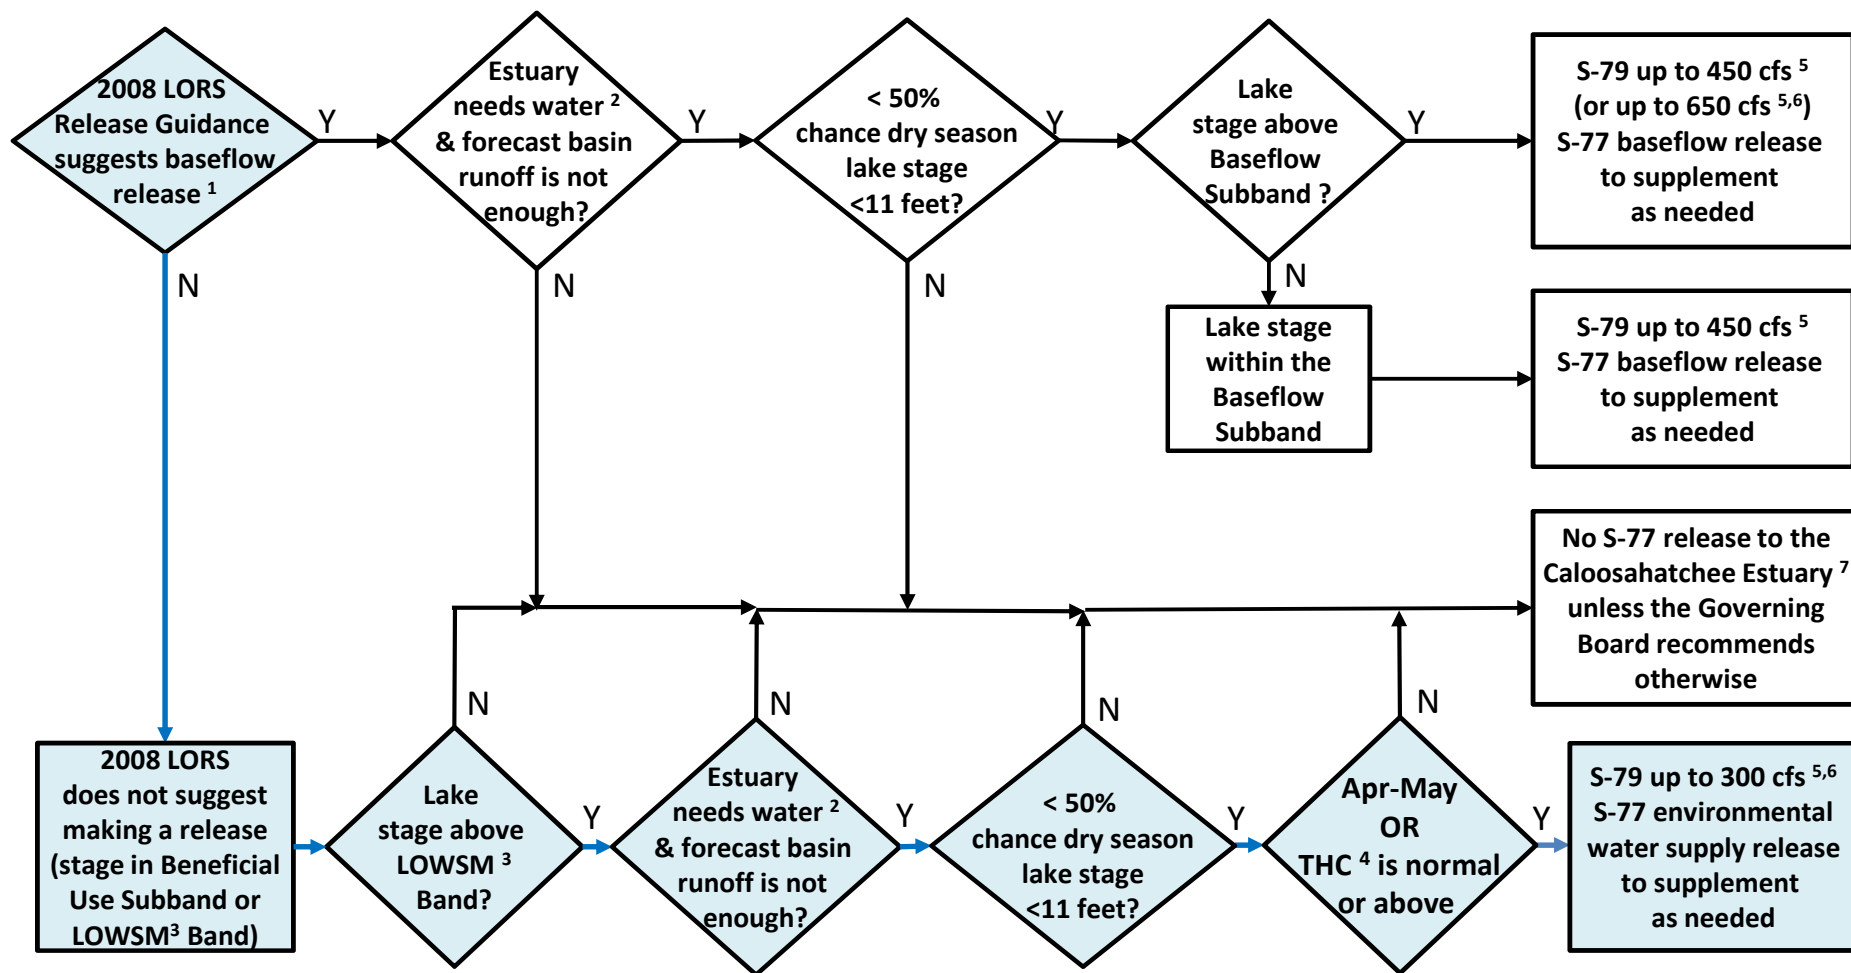 2008 LORS
Release Guidance
suggests baseflow
release 1
Y
N
Estuary
needs water 2
& forecast basin
runoff is not
enough?
Y
N
< 50%
chance dry season
lake stage
<11 feet?
Y
N
Lake
stage above
Baseflow
Subband ?
Y
N
S-79 up to 450 cfs 5
(or up to 650 cfs 5,6)
S-77 baseflow release
to supplement
as needed
Lake stage
within the
Baseflow
Subband
S-79 up to 450 cfs 5
S-77 baseflow release
to supplement
as needed
No S-77 release to the
Caloosahatchee Estuary 7
unless the Governing
Board recommends
otherwise
2008 LORS
does not suggest
making a release
(stage in Beneficial
Use Subband or
LOWSM3 Band)
N
Lake
stage above
LOWSM 3
Band?
Y
N
Estuary
needs water 2
& forecast basin
runoff is not
enough?
Y
N
< 50%
chance dry season
lake stage
<11 feet?
Y
N
Apr-May
OR
THC 4 is normal
or above
Y
S-79 up to 300 cfs 5,6
S-77 environmental
water supply release
to supplement
as needed